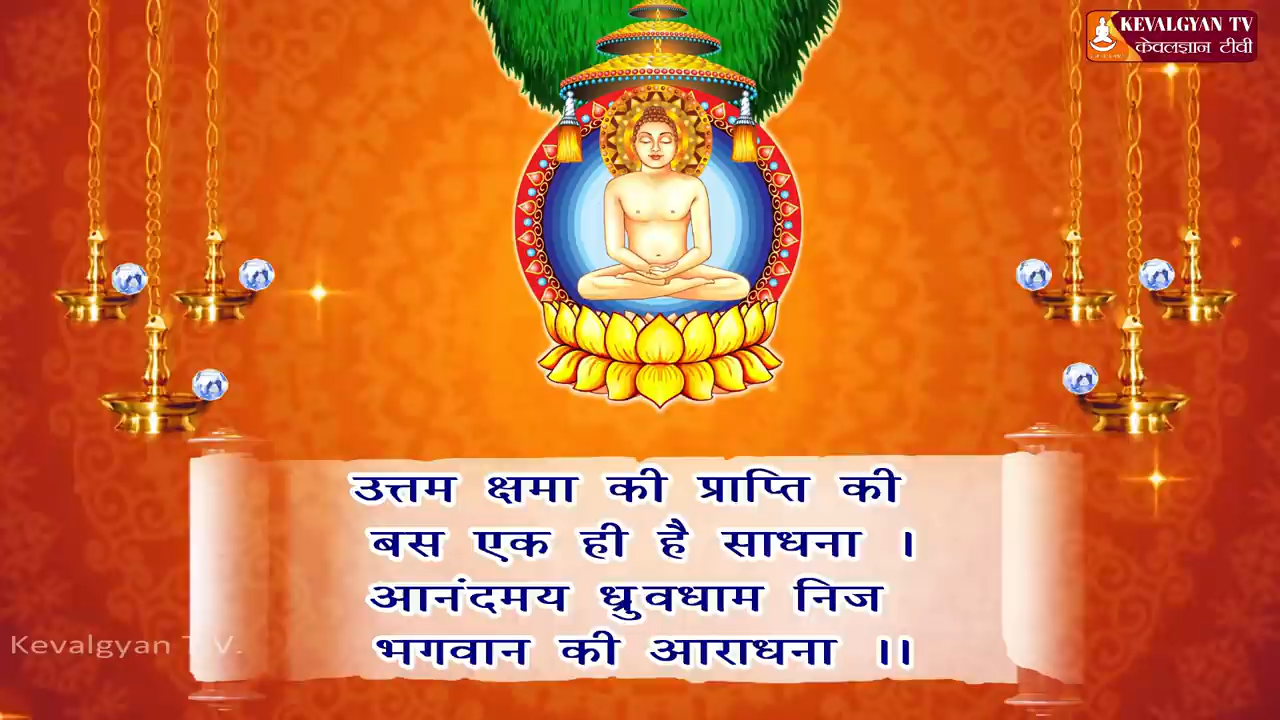 KEVALGYAN TV
केवलज्ञान टीवी
उत्तम क्षमा की प्राप्ति की
बस एक ही है साधना ।
आनंदमय ध्रुवधाम निज
भगवान की आराधना ।।
Kevalgyan T.V.